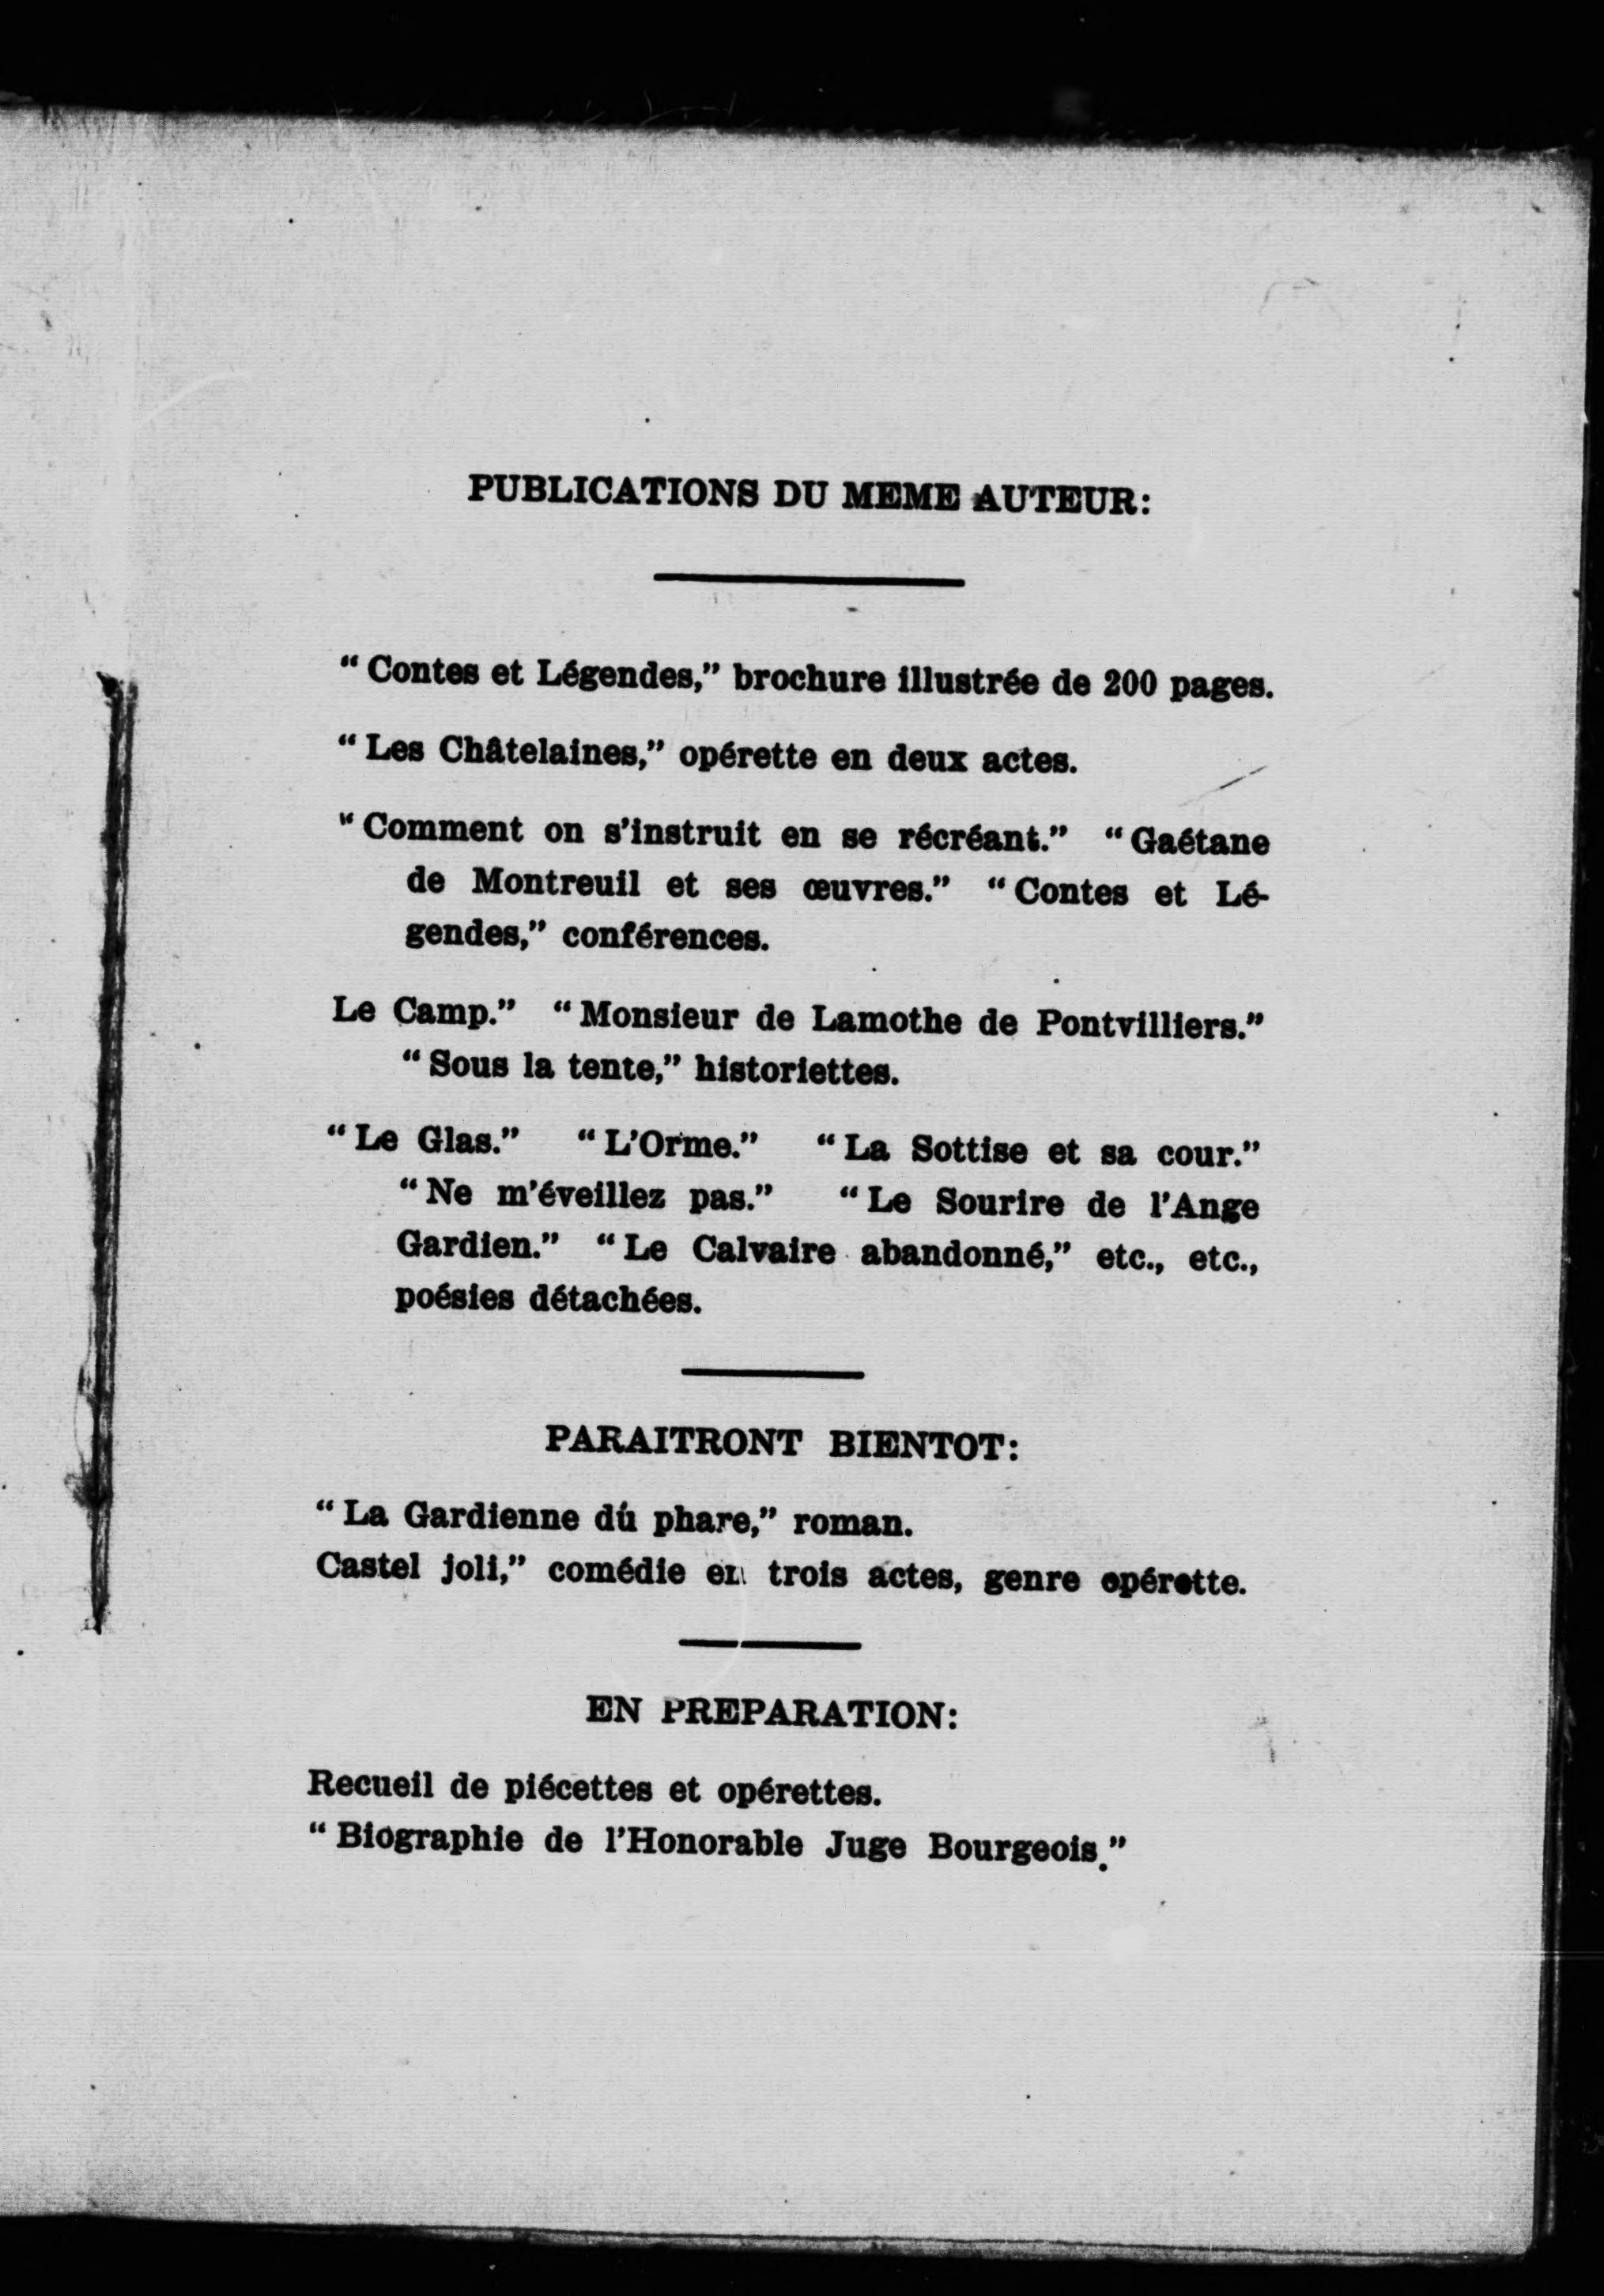 PUBLICATIONS DU MEME AUTEUR:
“Contes et Légendes,” brochure illustrée de 200 pages.
“Les Châtelaines,” opérette en deux actes.
“Comment on s’instruit en se récréant.” “Gaétane
de Montreuil et ses œuvres.” “Contes et Lé-
gendes,” conférences.
Le Camp.” “Monsieur de Lamothe de Pontvilliers.”
“Sous la tente,” historiettes.
“Le Glas.” “L’Orme.” “La Sottise et sa cour.”
“Ne m’éveillez pas.” “Le Sourire de l’Ange
Gardien.” “Le Calvaire abandonné,” etc., etc.,
poésies détachées.
PARAITRONT BIENTOT:
“La Gardienne du phare,” roman.
Castel joli,” comédie en trois actes, genre opérette.
EN PREPARATION:
Recueil de piécettes et opérettes.
“Biographie de l’Honorable Juge Bourgeois.”